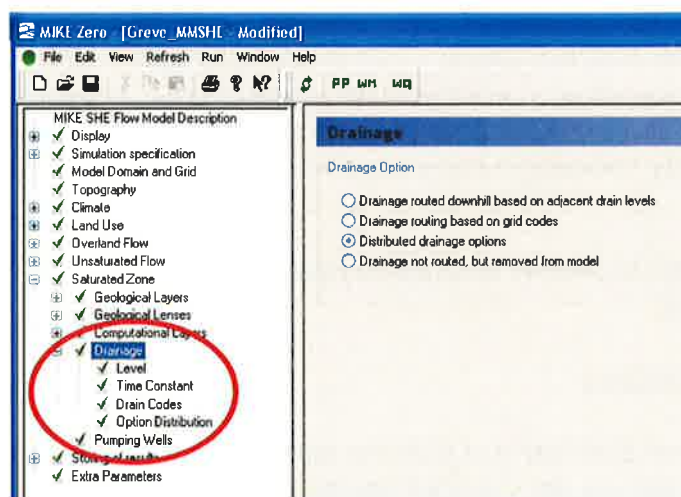 MIKE Zero - [Greve_MMSHE - Modified]
File Edit View Refresh Run Window Help
PP WM WQ
MIKE SHE Flow Model Description
Display
Simulation specification
Model Domain and Grid
Topography
Climate
Land Use
Overland Flow
Unsaturated Flow
Saturated Zone
Geological Layers
Geological Lenses
Computational Layers
Drainage
Level
Time Constant
Drain Codes
Option Distribution
Pumping Wells
Storing of results
Extra Parameters
Drainage
Drainage Option
Drainage routed downhill based on adjacent drain levels
Drainage routing based on grid codes
Distributed drainage options
Drainage not routed, but removed from model